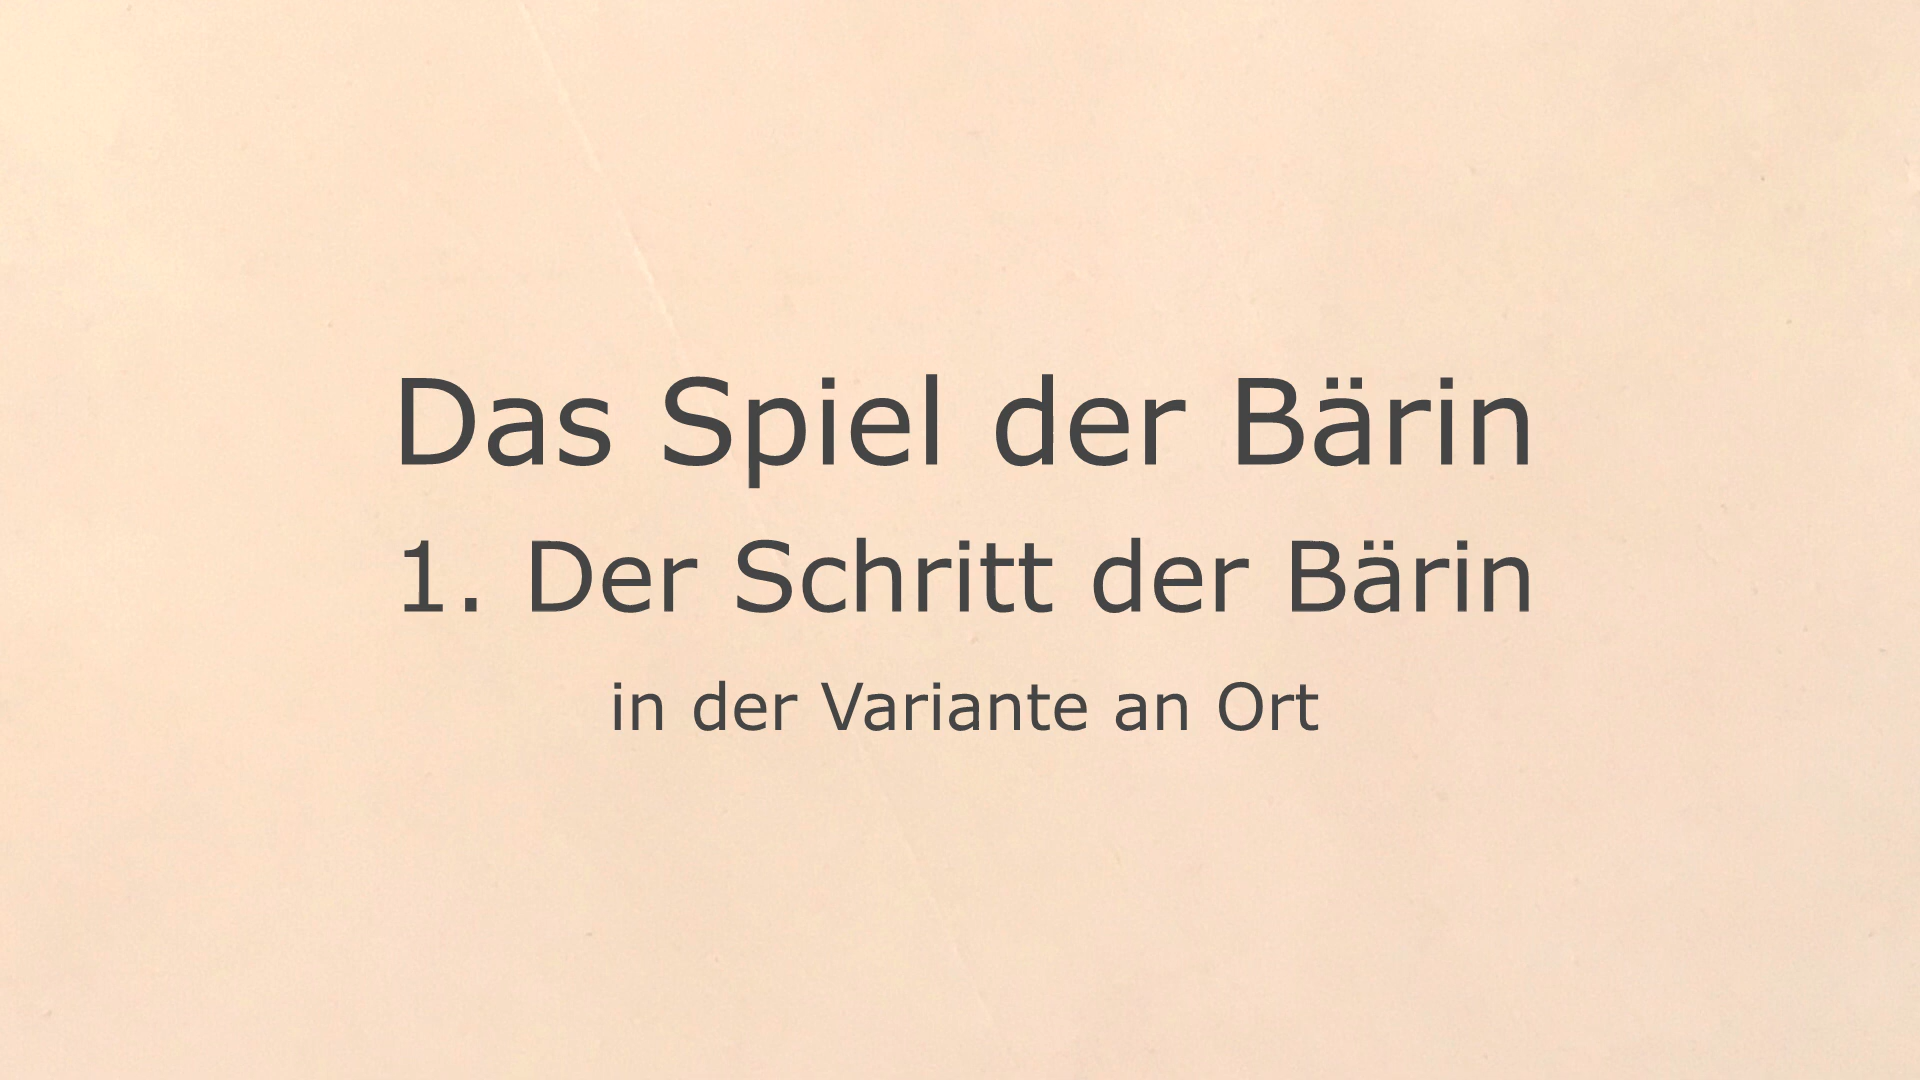 Das Spiel der Bärin
1. Der Schritt der Bärin
in der Variante an Ort